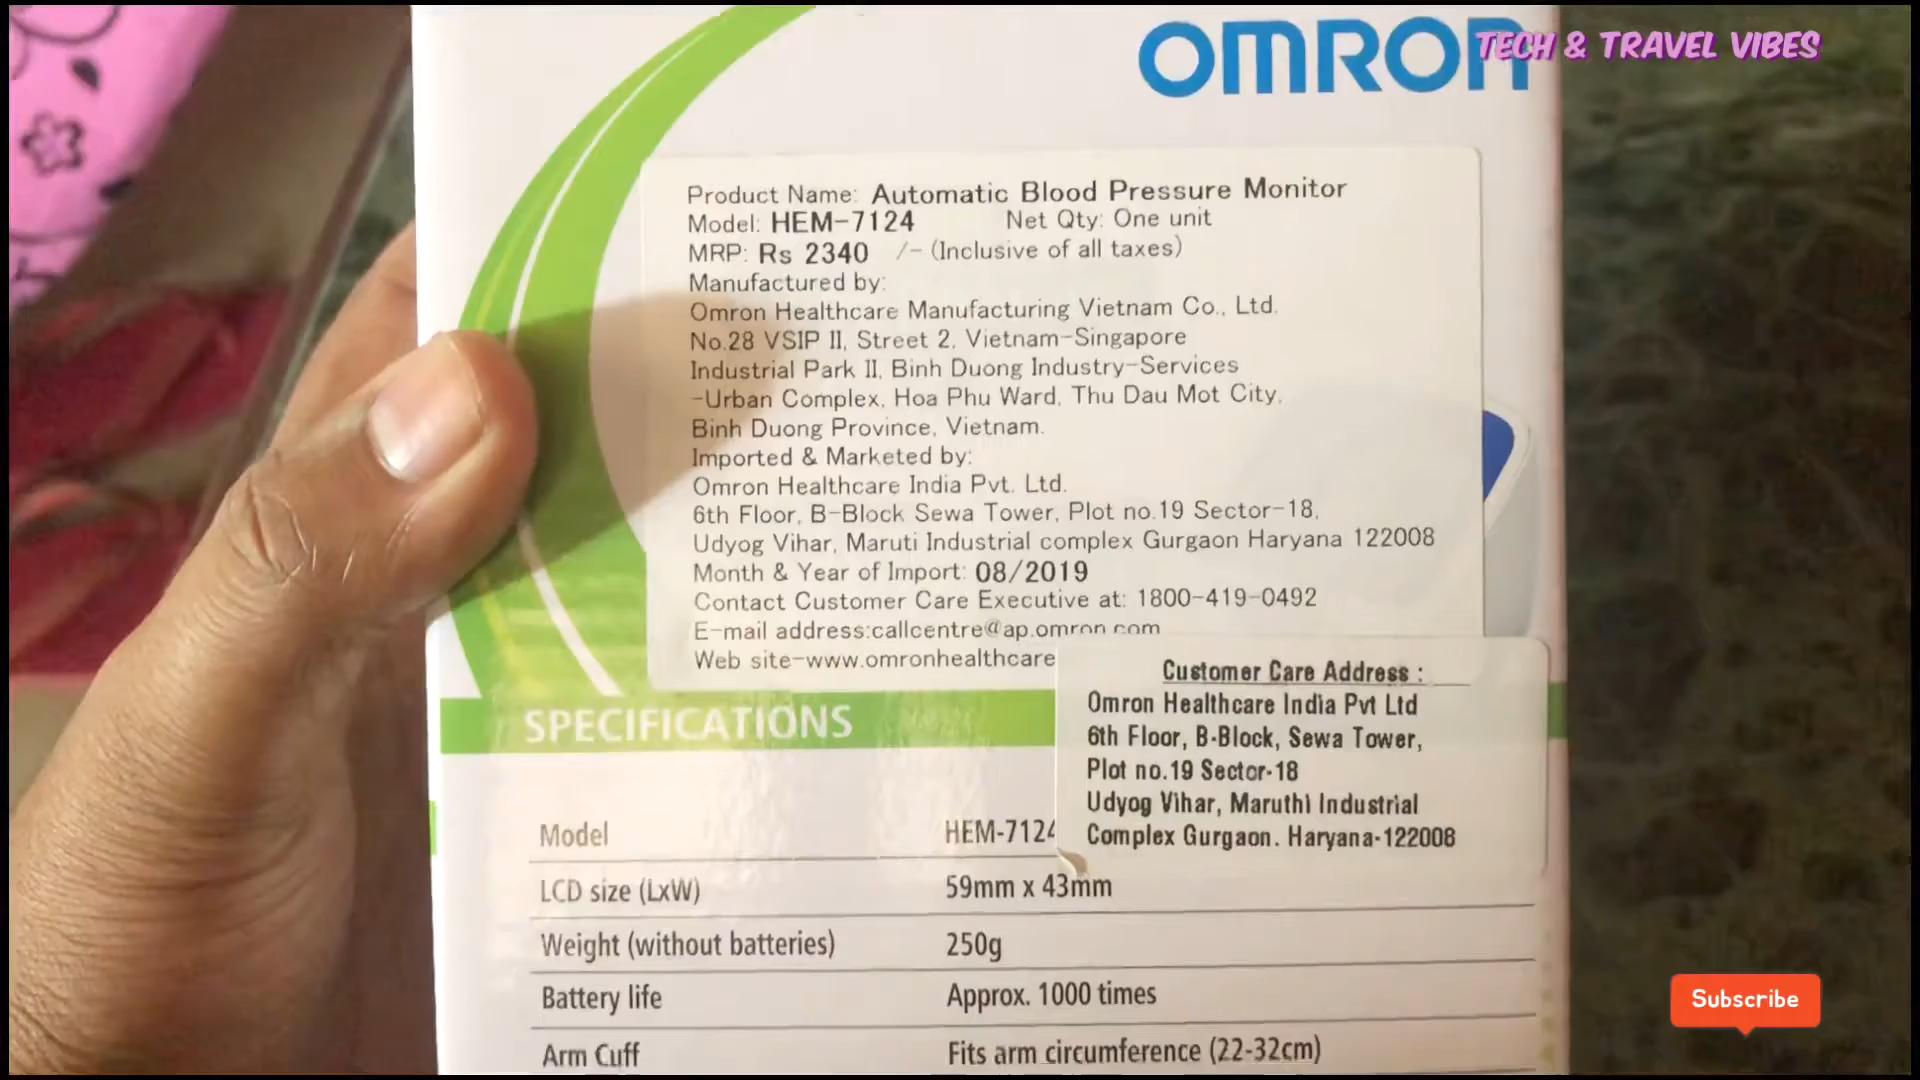 OMRON
TECH & TRAVEL VIBES
Product Name: Automatic Blood Pressure Monitor
Model: HEM-7124 Net Qty: One unit
MRP: Rs 2340 /- (Inclusive of all taxes)
Manufactured by:
Omron Healthcare Manufacturing Vietnam Co., Ltd.
No.28 VSIP II, Street 2, Vietnam-Singapore
Industrial Park II, Binh Duong Industry-Services
-Urban Complex, Hoa Phu Ward, Thu Dau Mot City,
Binh Duong Province, Vietnam.
Imported & Marketed by:
Omron Healthcare India Pvt. Ltd.
6th Floor, B-Block Sewa Tower, Plot no.19 Sector-18,
Udyog Vihar, Maruti Industrial complex Gurgaon Haryana 122008
Month & Year of Import: 08/2019
Contact Customer Care Executive at: 1800-419-0492
E-mail address:callcentre@ap.omron.com
Web site-www.omronhealthcare
Customer Care Address :
Omron Healthcare India Pvt Ltd
6th Floor, B-Block, Sewa Tower,
Plot no.19 Sector-18
Udyog Vihar, Maruthi Industrial
Complex Gurgaon. Haryana-122008
SPECIFICATIONS
Model HEM-7124
LCD size (LxW) 59mm x 43mm
Weight (without batteries) 250g
Battery life Approx. 1000 times
Arm Cuff Fits arm circumference (22-32cm)
Subscribe